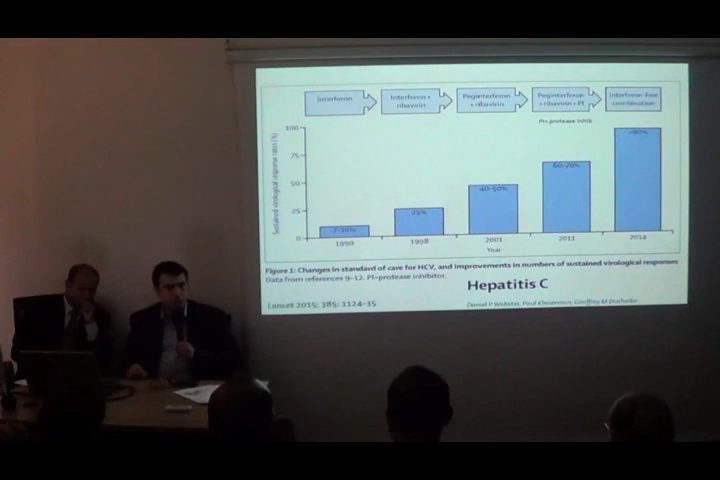 Interferon
Interferon +
ribavirin
Peginterferon
+ ribavirin
Peginterferon
+ ribavirin + PI
Interferon-free
combination
PI= protease inhib
Sustained virological response rates (%)
100
75
50
25
0
7-10%
25%
40-50%
60-70%
>90%
1990
1998
2001
2011
2014
Year
Figure 1: Changes in standard of care for HCV, and improvements in numbers of sustained virological responses
Data from references 9–12. PI=protease inhibitor.
Hepatitis C
Lancet 2015; 385: 1124–35
Daniel P Webster, Paul Klenerman, Geoffrey M Dusheiko